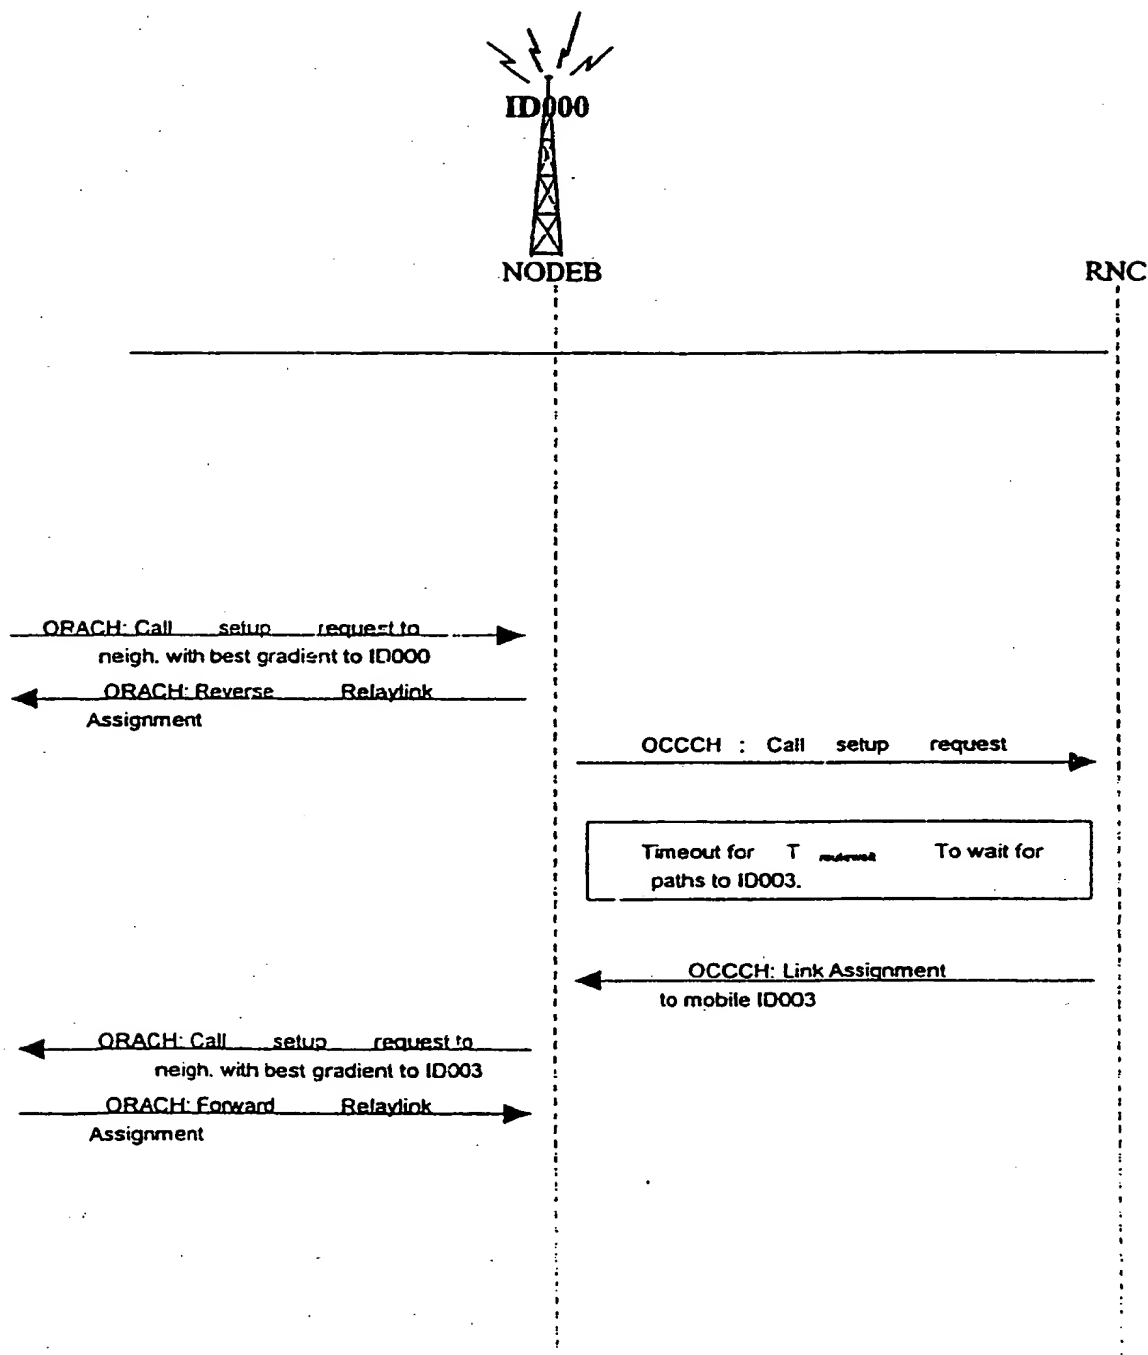 ID000
NODEB
RNC
ORACH: Call setup request to
neigh. with best gradient to ID000
ORACH: Reverse Relaylink
Assignment
OCCCH : Call setup request
Timeout for T To wait for
paths to ID003.
OCCCH: Link Assignment
to mobile ID003
ORACH: Call setup request to
neigh. with best gradient to ID003
ORACH: Forward Relaylink
Assignment